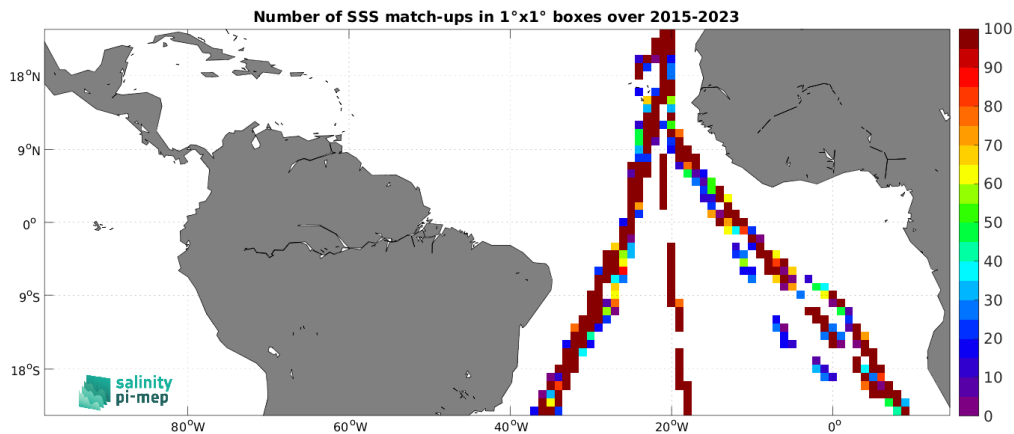 Number of SSS match-ups in 1°x1° boxes over 2015-2023
18°N
9°N
0°
9°S
18°S
80°W
60°W
40°W
20°W
0°
100
90
80
70
60
50
40
30
20
10
0
salinity
pi-mep